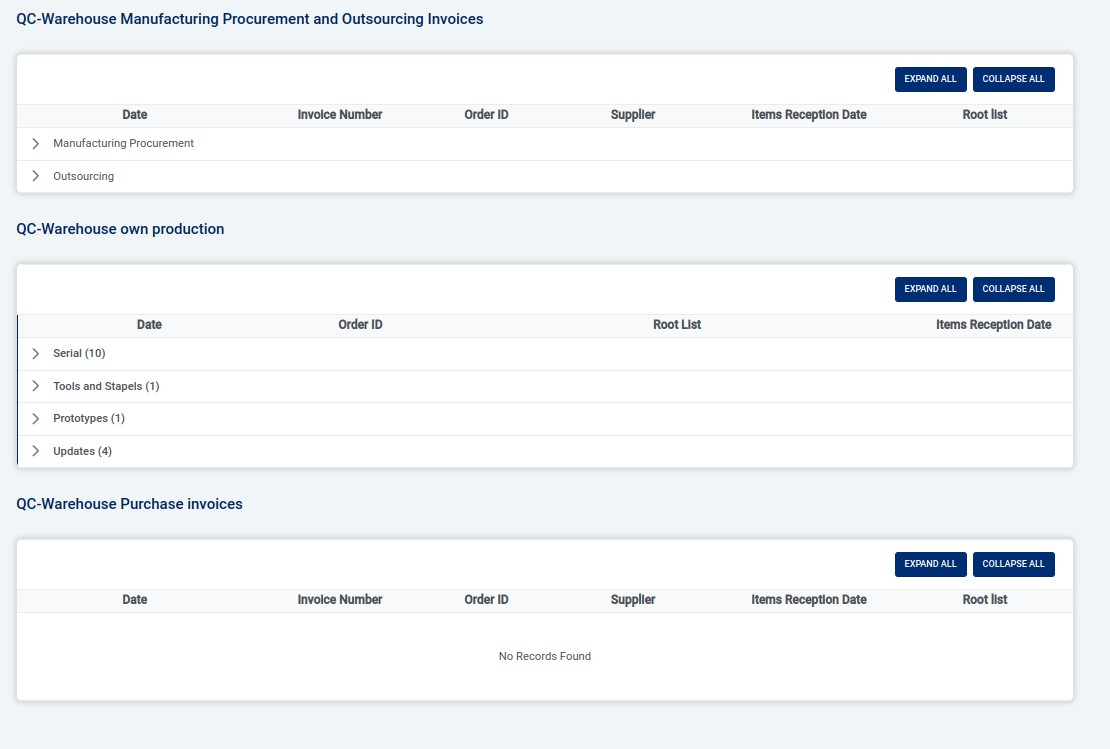 QC-Warehouse Manufacturing Procurement and Outsourcing Invoices
EXPAND ALL COLLAPSE ALL
Date Invoice Number Order ID Supplier Items Reception Date Root list
Manufacturing Procurement
Outsourcing
QC-Warehouse own production
EXPAND ALL COLLAPSE ALL
Date Order ID Root List Items Reception Date
Serial (10)
Tools and Stapels (1)
Prototypes (1)
Updates (4)
QC-Warehouse Purchase invoices
EXPAND ALL COLLAPSE ALL
Date Invoice Number Order ID Supplier Items Reception Date Root list
No Records Found